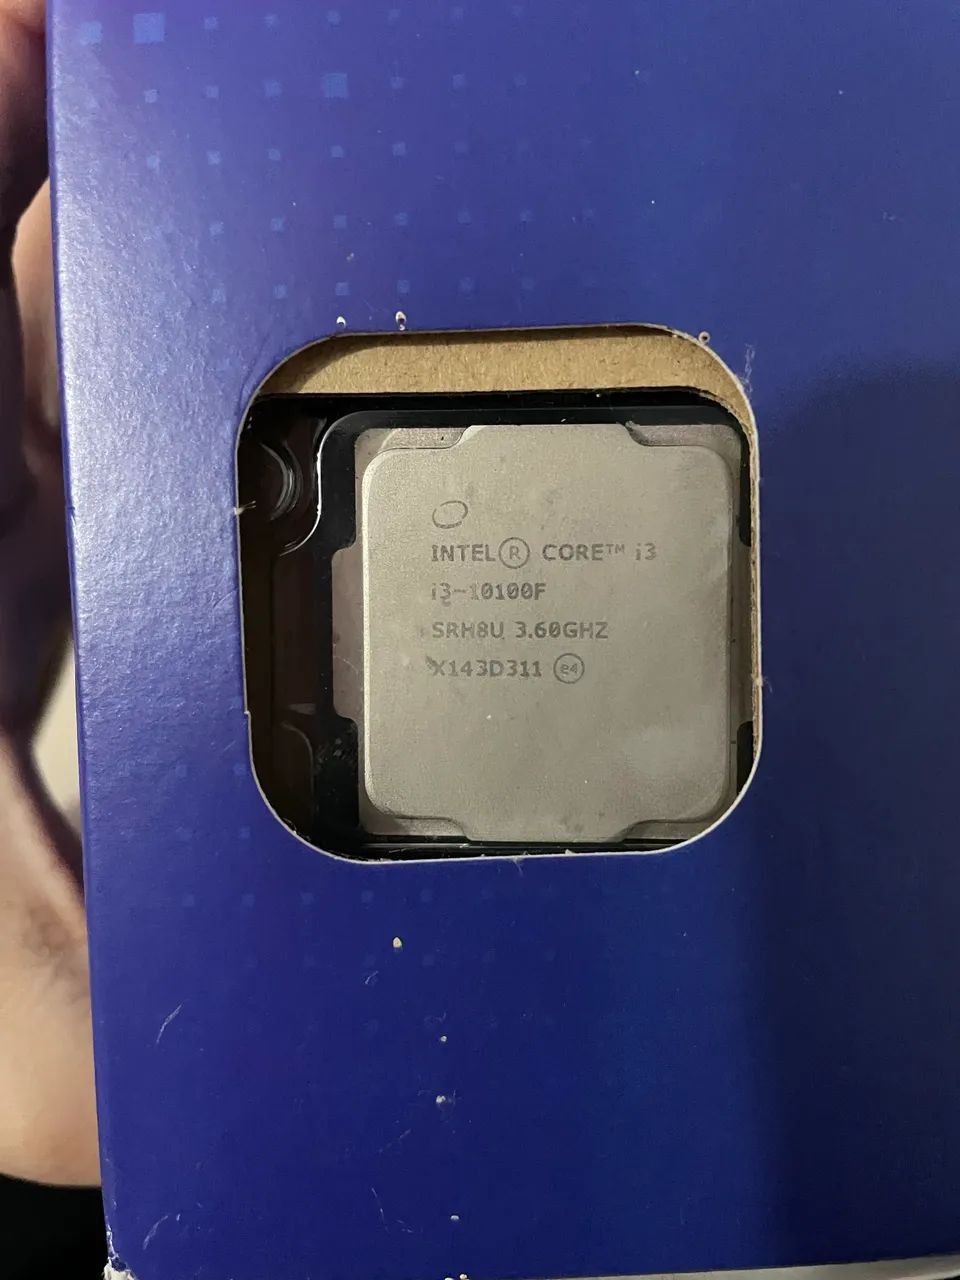 INTEL® CORE™ i3
i3-10100F
SRH8U 3.60GHZ
X143D311 e4